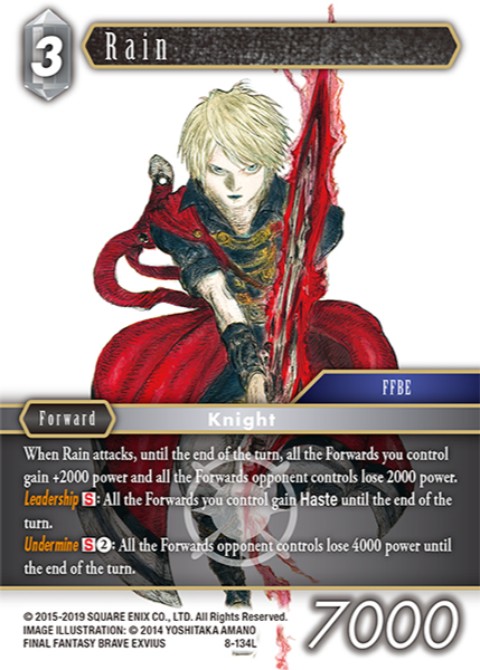 3
Rain
FFBE
Forward
Knight
When Rain attacks, until the end of the turn, all the Forwards you control
gain +2000 power and all the Forwards opponent controls lose 2000 power.
Leadership S: All the Forwards you control gain Haste until the end of the
turn.
Undermine S2: All the Forwards opponent controls lose 4000 power until
the end of the turn.
© 2015-2019 SQUARE ENIX CO., LTD. All Rights Reserved.
IMAGE ILLUSTRATION: © 2014 YOSHITAKA AMANO
FINAL FANTASY BRAVE EXVIUS
8-134L
7000